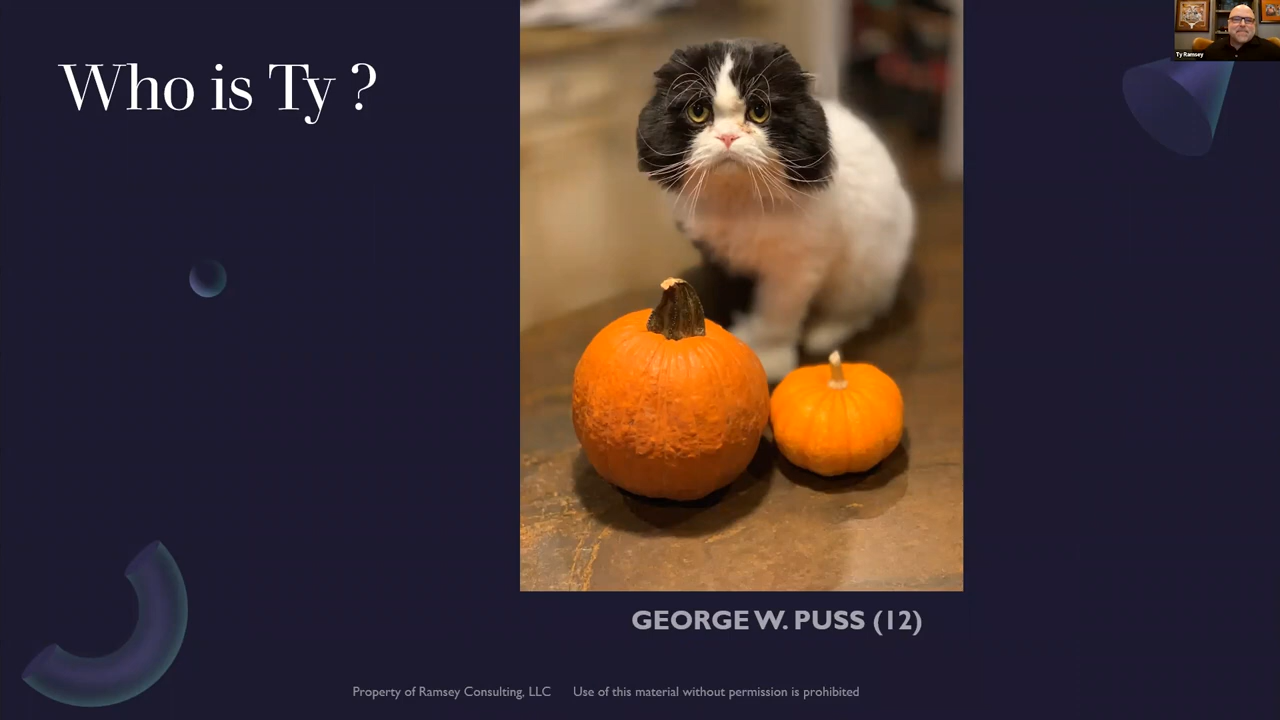 Who is Ty ?
Ty Ramsey
GEORGE W. PUSS (12)
Property of Ramsey Consulting, LLC Use of this material without permission is prohibited